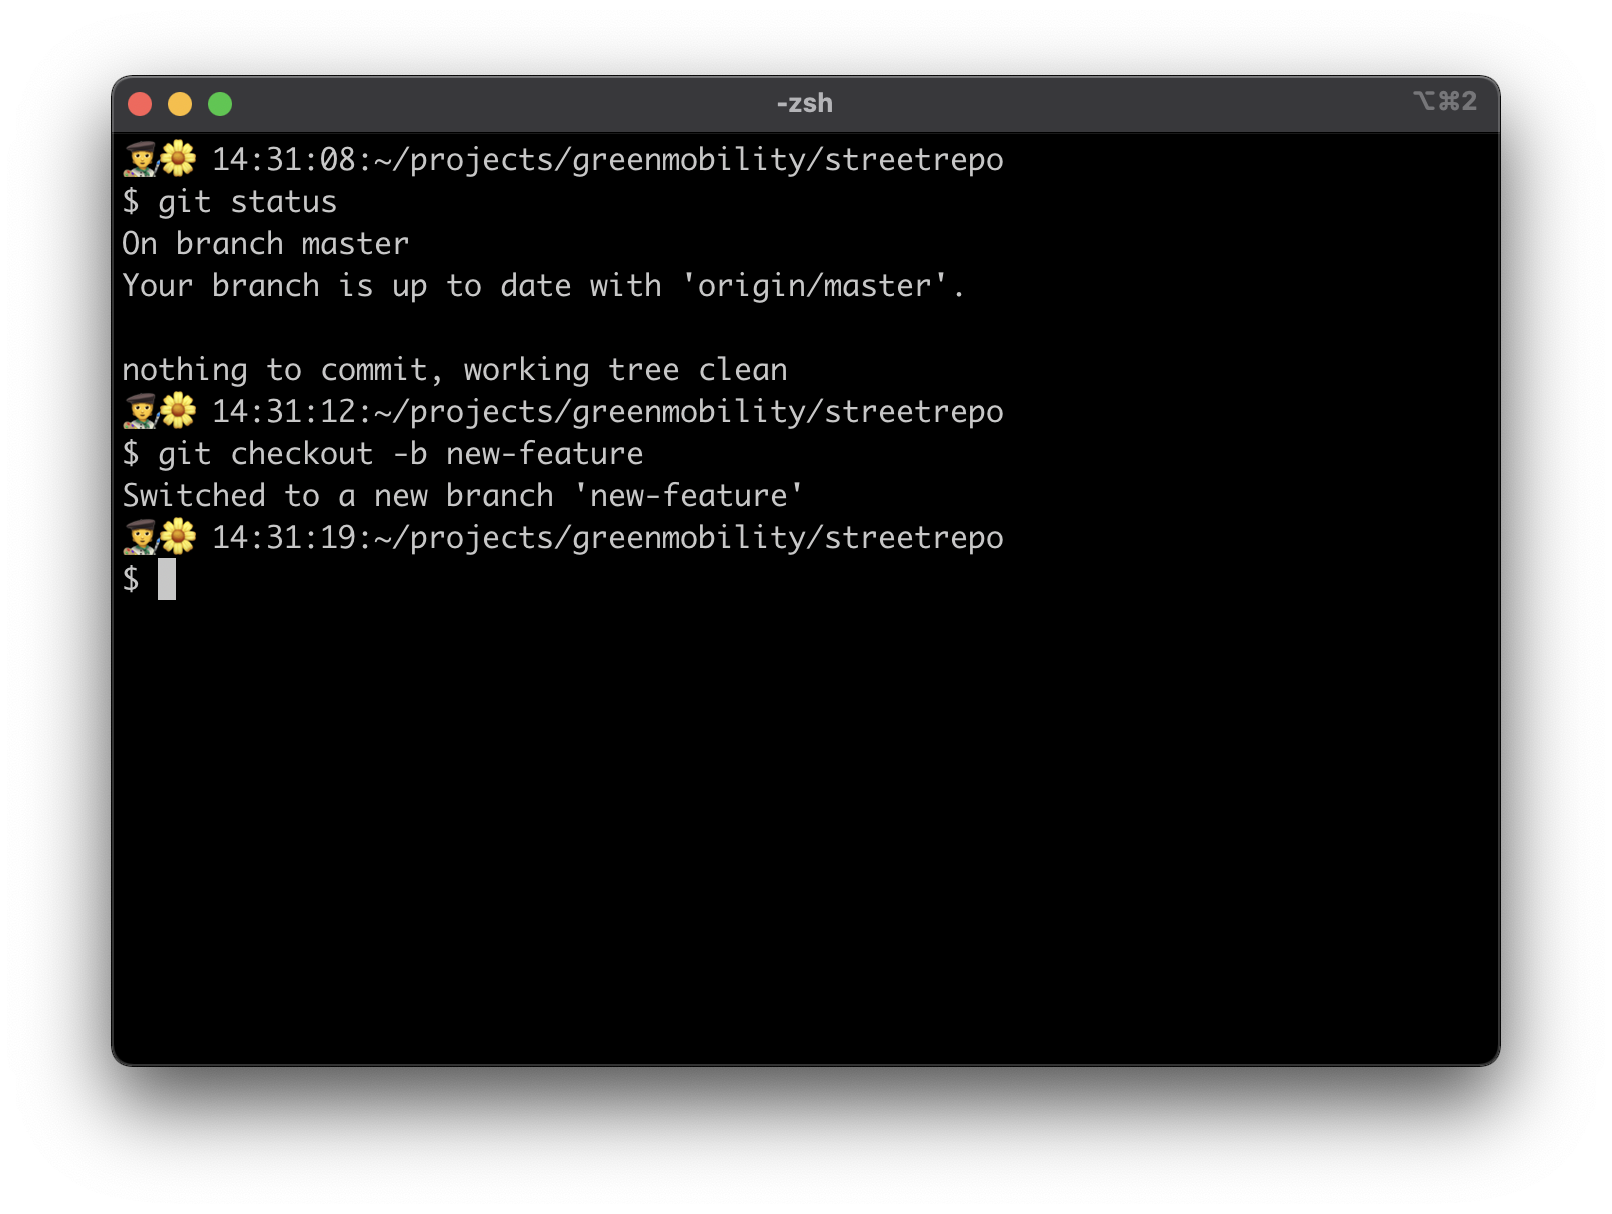 -zsh
⌥⌘2
👨‍🎨🌼 14:31:08:~/projects/greenmobility/streetrepo
$ git status
On branch master
Your branch is up to date with 'origin/master'.

nothing to commit, working tree clean
👨‍🎨🌼 14:31:12:~/projects/greenmobility/streetrepo
$ git checkout -b new-feature
Switched to a new branch 'new-feature'
👨‍🎨🌼 14:31:19:~/projects/greenmobility/streetrepo
$